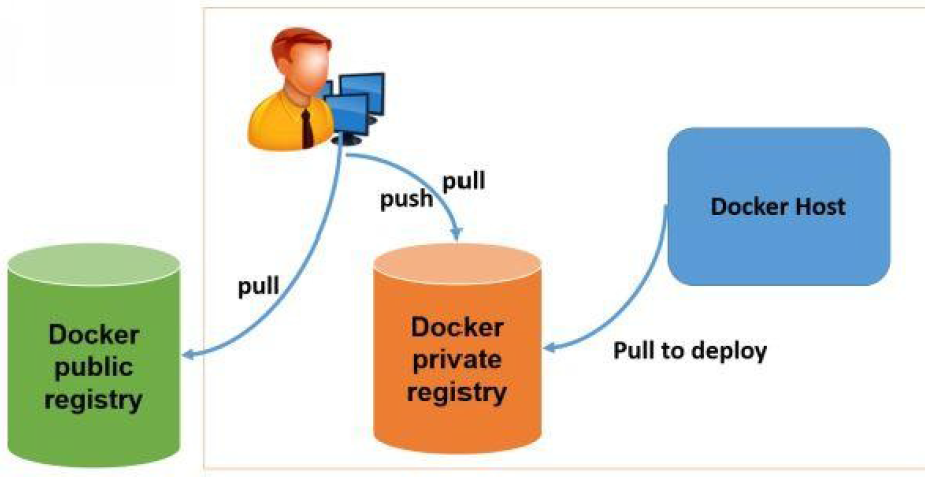 pull
push
Docker Host
pull
Docker
public
registry
Docker
private
registry
Pull to deploy